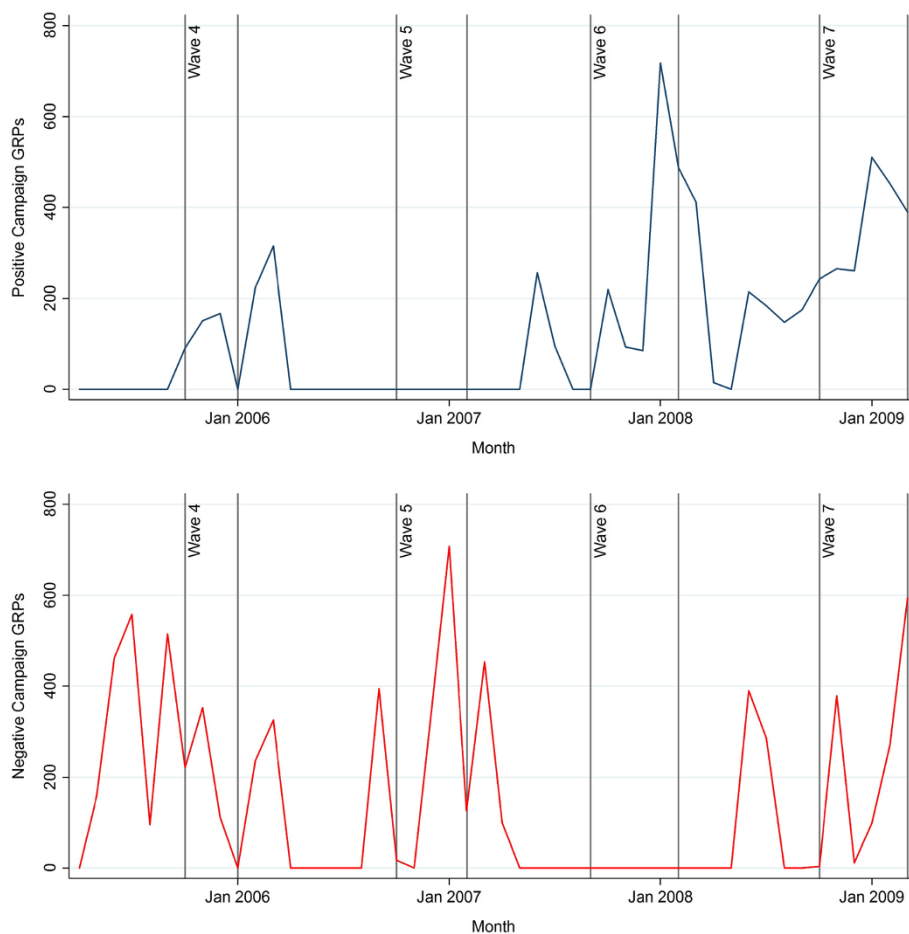 800
600
400
200
0
Positive Campaign GRPs
Wave 4
Wave 5
Wave 6
Wave 7
Jan 2006
Jan 2007
Jan 2008
Jan 2009
Month
800
600
400
200
0
Negative Campaign GRPs
Wave 4
Wave 5
Wave 6
Wave 7
Jan 2006
Jan 2007
Jan 2008
Jan 2009
Month